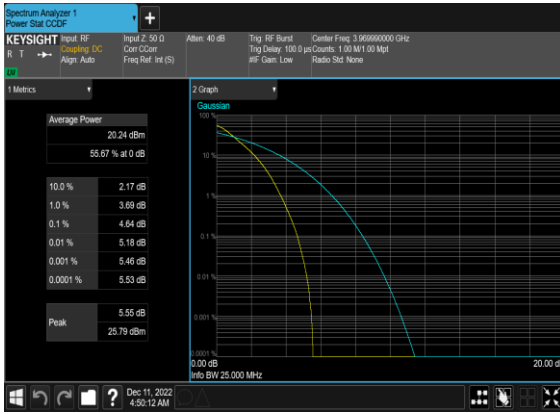 Spectrum Analyzer 1
Power Stat CCDF
KEYSIGHT
R T
LXI
Input: RF
Coupling: DC
Align: Auto
Input Z: 50 Ω
Corr CCorr
Freq Ref: Int (S)
Atten: 40 dB
Trig: RF Burst
Trig Delay: 100.0 µs
#IF Gain: Low
Center Freq: 3.969990000 GHz
Counts: 1.00 M/1.00 Mpt
Radio Std: None
1 Metrics
Average Power
20.24 dBm
55.67 % at 0 dB
10.0 % 2.17 dB
1.0 % 3.69 dB
0.1 % 4.64 dB
0.01 % 5.18 dB
0.001 % 5.46 dB
0.0001 % 5.53 dB
Peak
5.55 dB
25.79 dBm
2 Graph
Gaussian
100 %
10 %
1 %
0.1 %
0.01 %
0.001 %
0.0001 %
0.00 dB
20.00 d
Info BW 25.000 MHz
?
Dec 11, 2022
4:50:12 AM